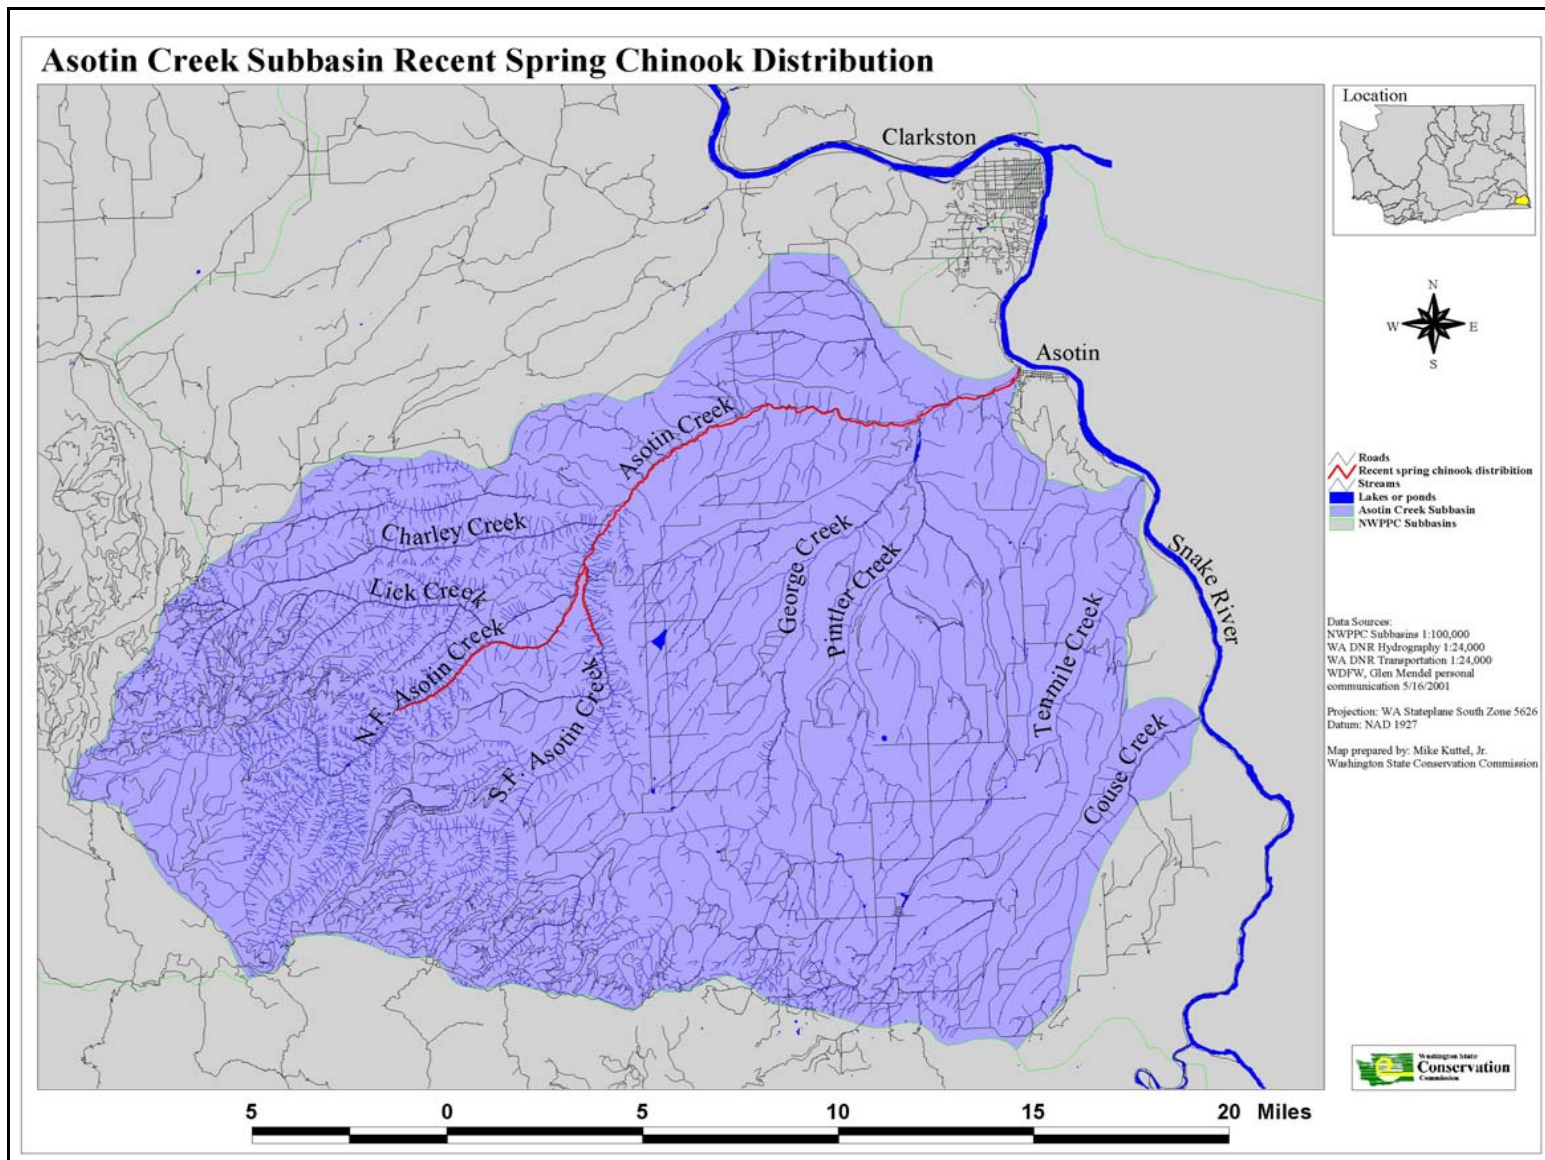 Asotin Creek Subbasin Recent Spring Chinook Distribution
Location
Clarkston
N
W E
S
Asotin
Asotin Creek
Charley Creek
Lick Creek
N.F. Asotin Creek
S.F. Asotin Creek
George Creek
Pintler Creek
Tenmile Creek
Couse Creek
Snake River
Roads
Recent spring chinook distribition
Streams
Lakes or ponds
Asotin Creek Subbasin
NWPPC Subbasins
Data Sources:
NWPPC Subbasins 1:100,000
WA DNR Hydrography 1:24,000
WA DNR Transportation 1:24,000
WDFW, Glen Mendel personal
communication 5/16/2001
Projection: WA Stateplane South Zone 5626
Datum: NAD 1927
Map prepared by: Mike Kuttel, Jr.
Washington State Conservation Commission
Washington State
Conservation
Commission
5 0 5 10 15 20 Miles